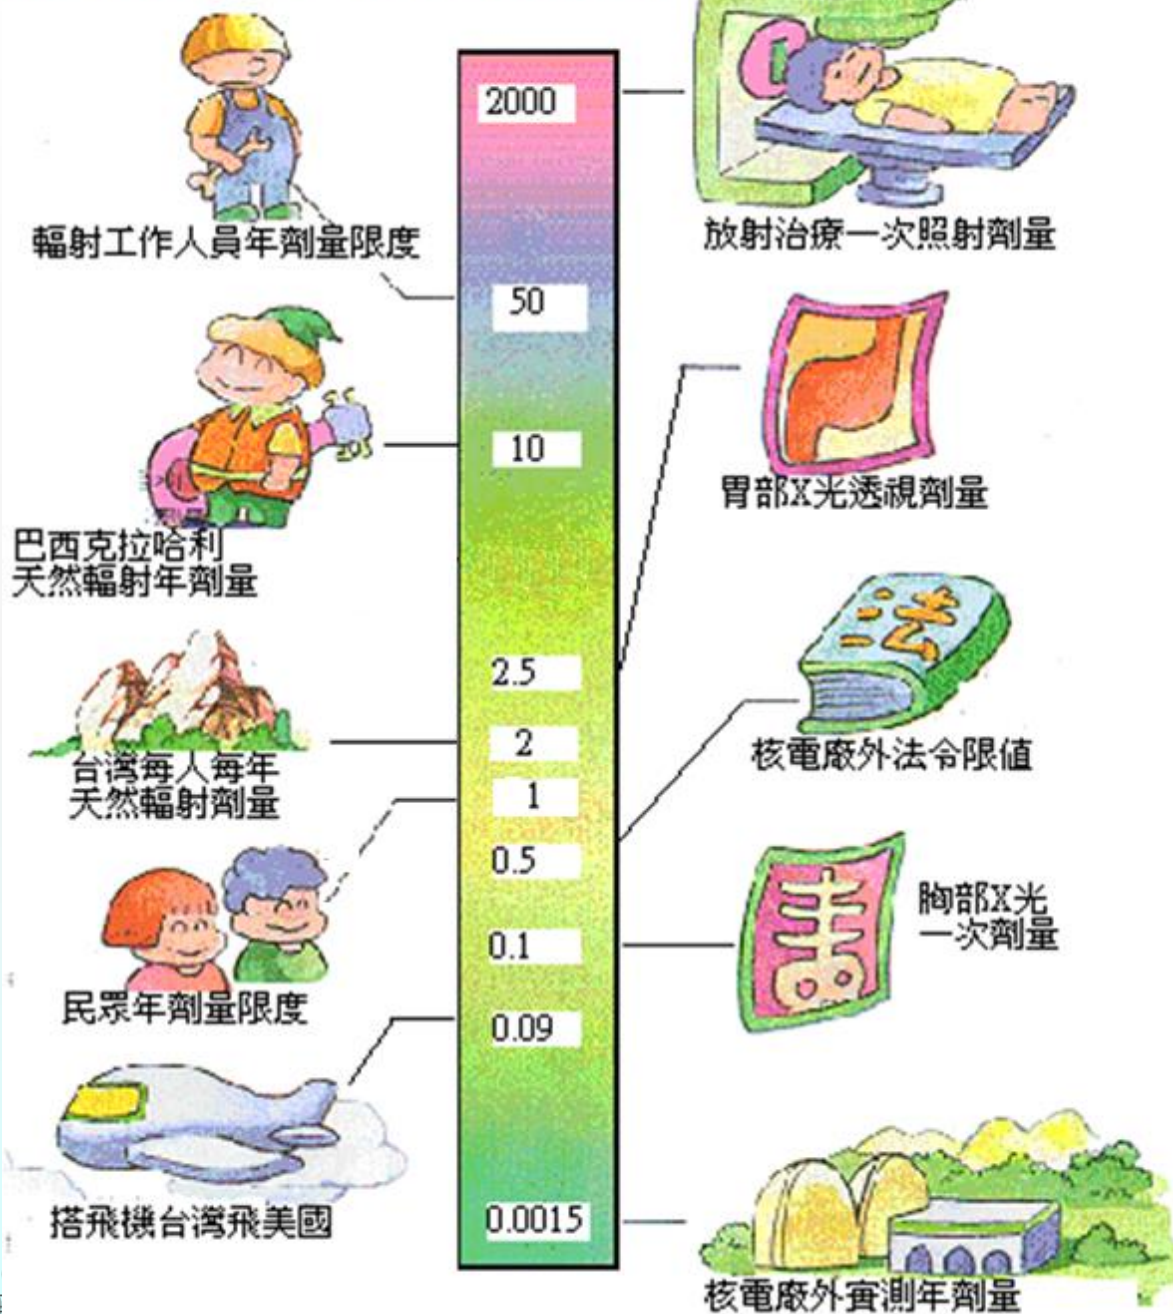 2000
輻射工作人員年劑量限度
放射治療一次照射劑量
50
10
胃部X光透視劑量
巴西克拉哈利
天然輻射年劑量
法
2.5
2
核電廠外法令限值
台灣每人每年
天然輻射劑量
1
0.5
胸部X光
一次劑量
0.1
民眾年劑量限度
0.09
搭飛機台灣飛美國
0.0015
核電廠外實測年劑量